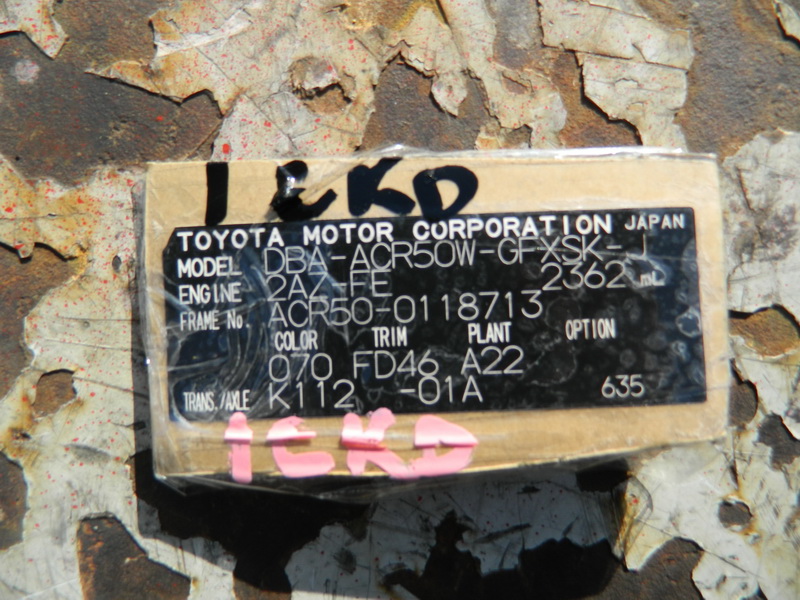 1CKD
TOYOTA MOTOR CORPORATION JAPAN
MODEL DBA-ACR50W-GFXSK-
ENGINE 2AZ-FE 2362 mL
FRAME No. ACR50-0118713
COLOR TRIM PLANT OPTION
070 FD46 A22
TRANS./AXLE K112 -01A 635
1CKD